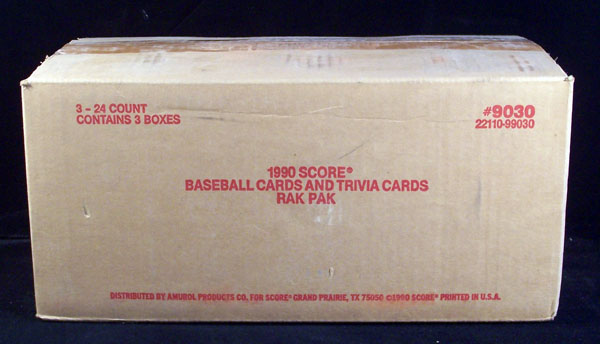 3 - 24 COUNT
CONTAINS 3 BOXES
#9030
22110-99030
1990 SCORE®
BASEBALL CARDS AND TRIVIA CARDS
RAK PAK
DISTRIBUTED BY AMUROL PRODUCTS CO. FOR SCORE® GRAND PRAIRIE, TX 75050 ©1990 SCORE® PRINTED IN U.S.A.